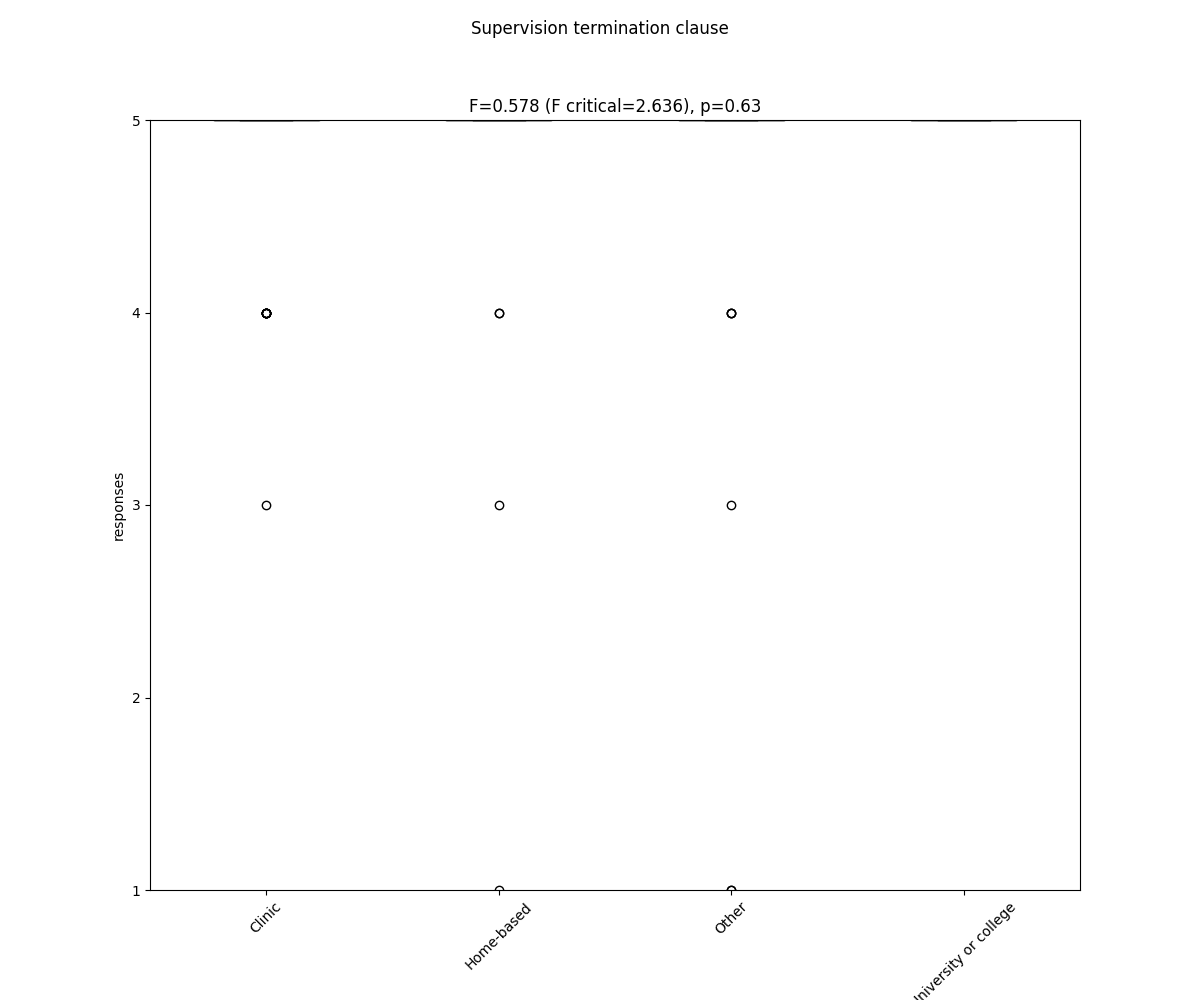 Supervision termination clause
F=0.578 (F critical=2.636), p=0.63
5
4
3
2
1
responses
Clinic
Home-based
Other
niversity or college